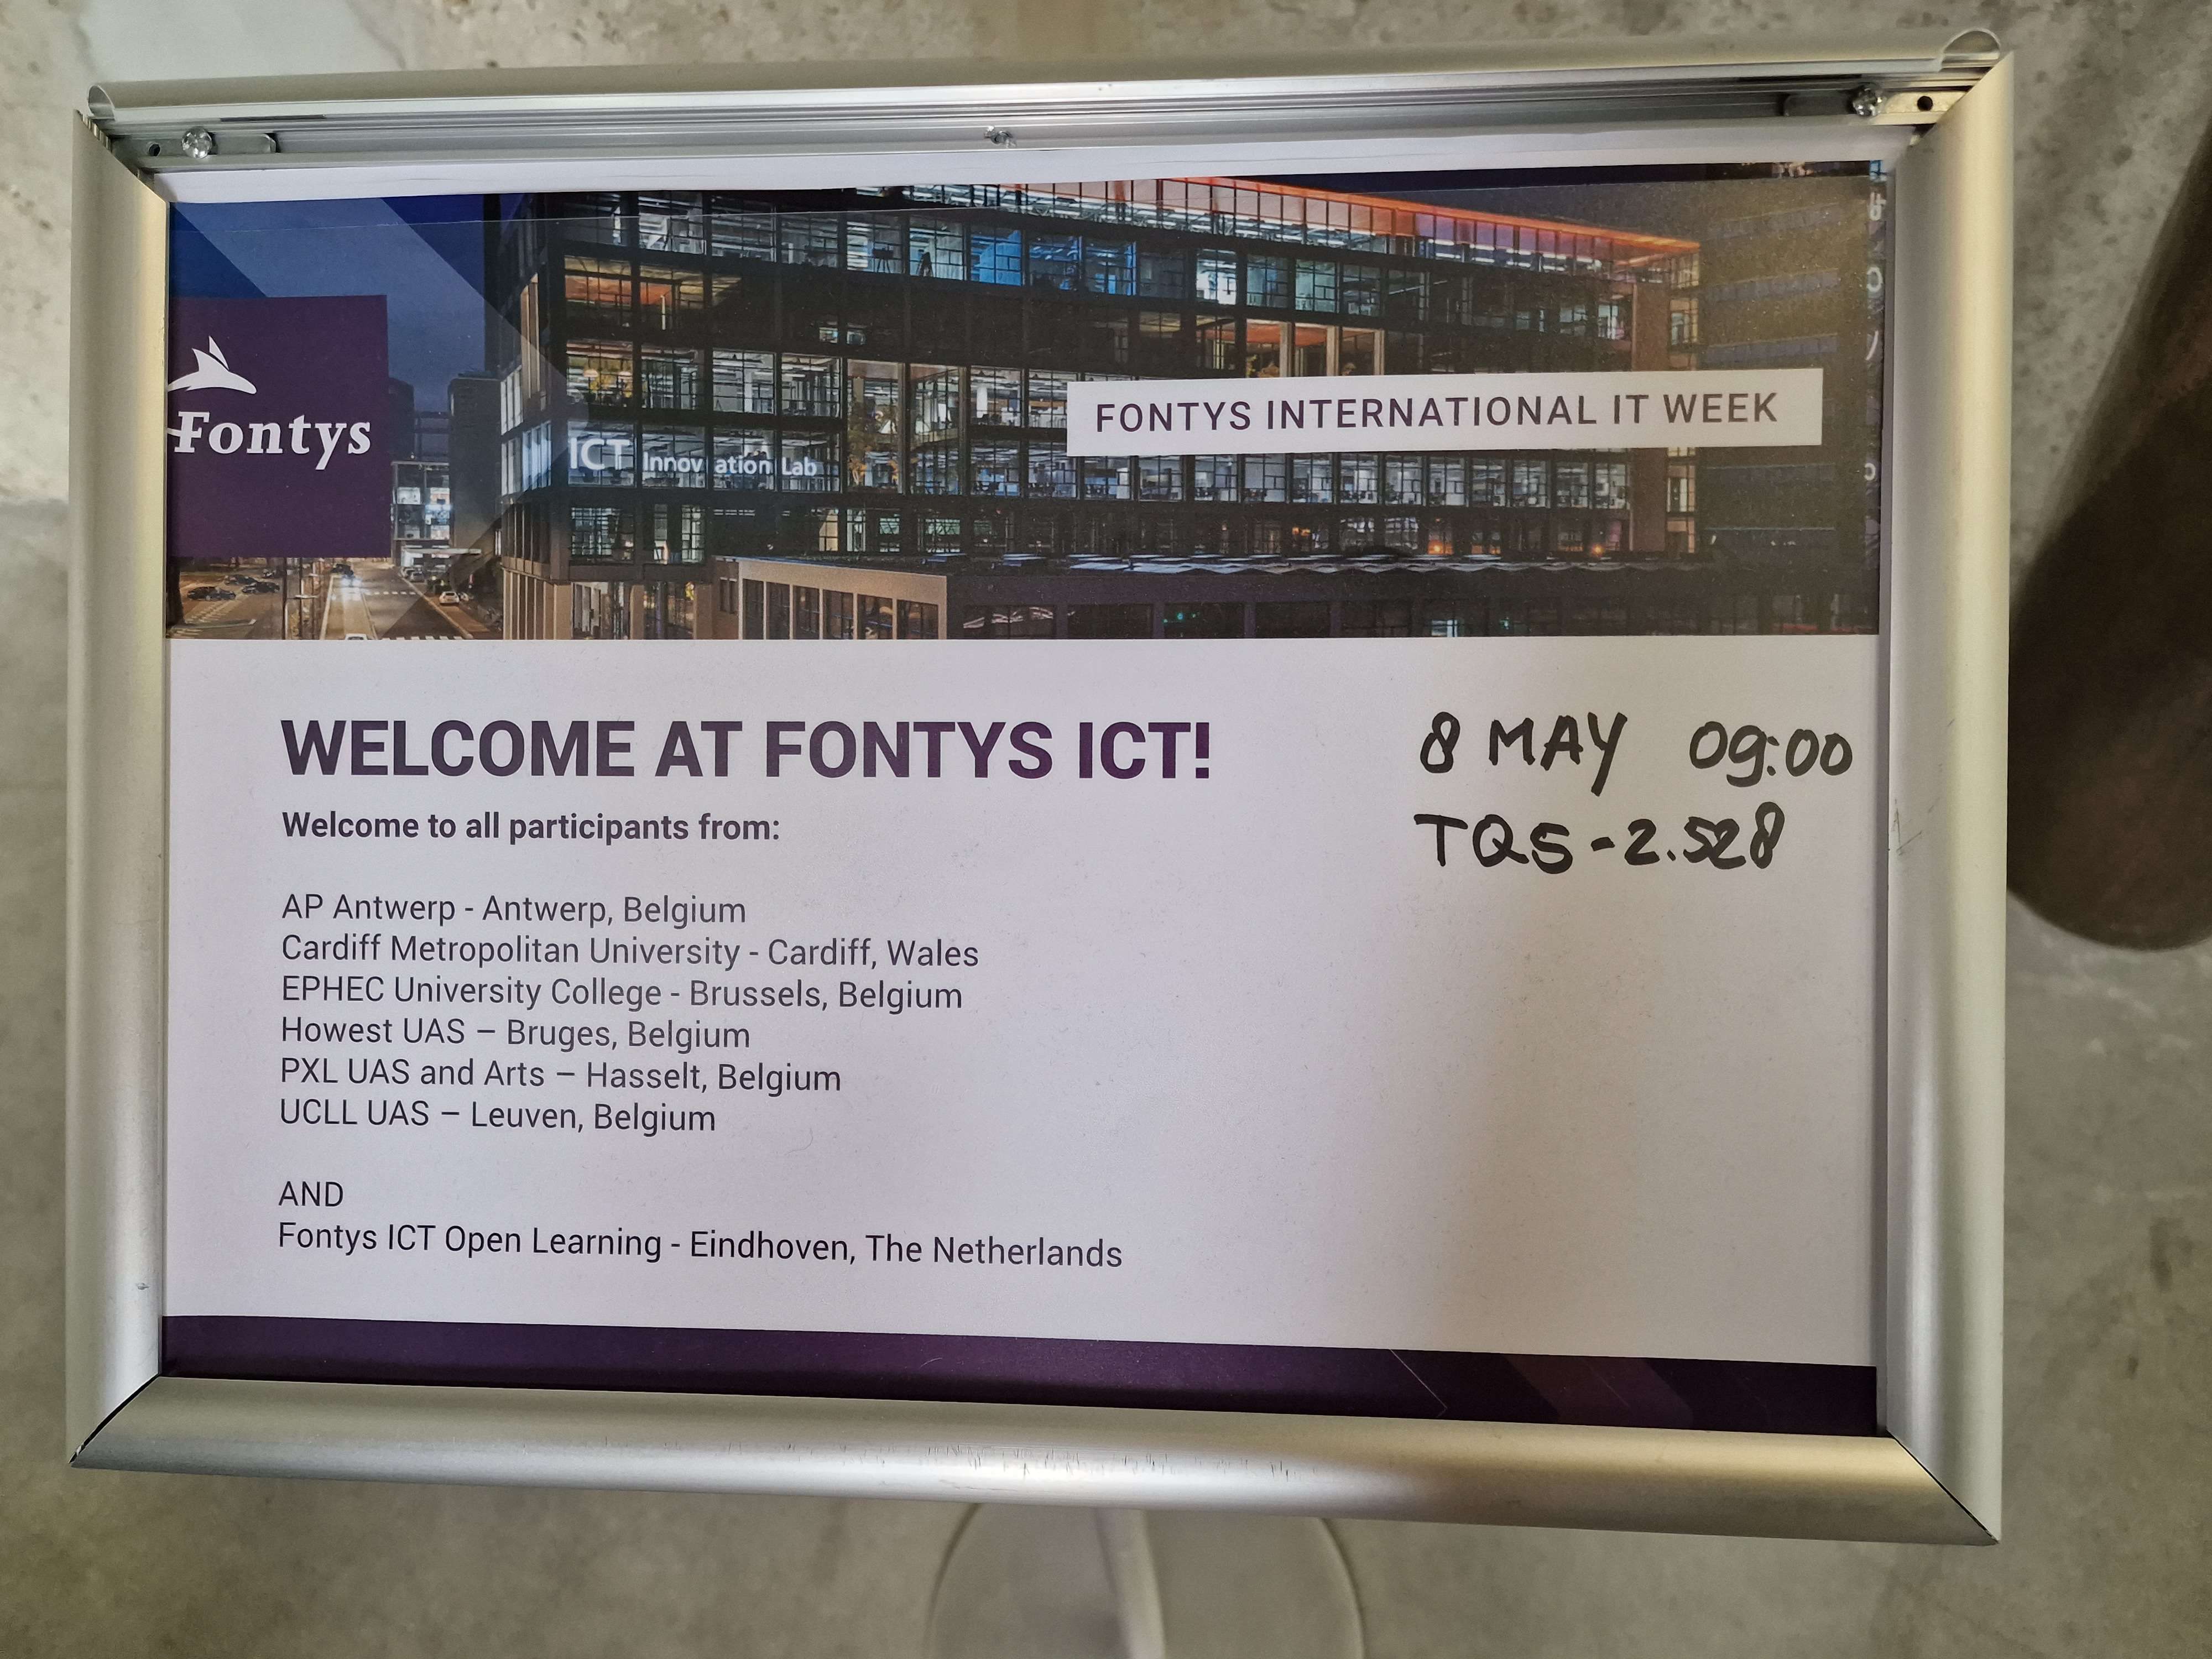 Fontys
ICT Innovation Lab
FONTYS INTERNATIONAL IT WEEK
WELCOME AT FONTYS ICT!
8 MAY 09:00
TQ5-2.528
Welcome to all participants from:
AP Antwerp - Antwerp, Belgium
Cardiff Metropolitan University - Cardiff, Wales
EPHEC University College - Brussels, Belgium
Howest UAS – Bruges, Belgium
PXL UAS and Arts – Hasselt, Belgium
UCLL UAS – Leuven, Belgium
AND
Fontys ICT Open Learning - Eindhoven, The Netherlands